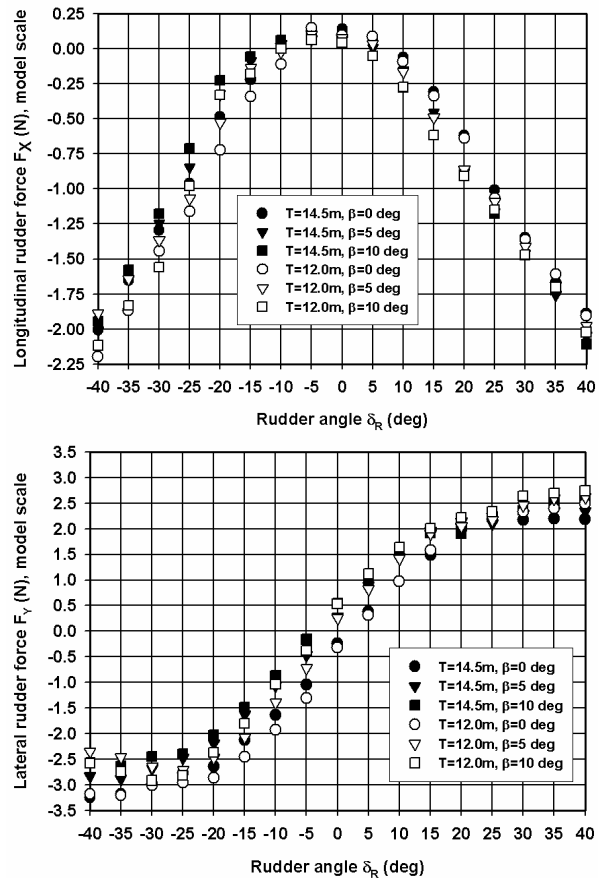 Longitudinal rudder force FX (N), model scale
0.25
0.00
-0.25
-0.50
-0.75
-1.00
-1.25
-1.50
-1.75
-2.00
-2.25
T=14.5m, β=0 deg
T=14.5m, β=5 deg
T=14.5m, β=10 deg
T=12.0m, β=0 deg
T=12.0m, β=5 deg
T=12.0m, β=10 deg
-40 -35 -30 -25 -20 -15 -10 -5 0 5 10 15 20 25 30 35 40
Rudder angle δR (deg)
Lateral rudder force FY (N), model scale
3.5
3.0
2.5
2.0
1.5
1.0
0.5
0.0
-0.5
-1.0
-1.5
-2.0
-2.5
-3.0
-3.5
T=14.5m, β=0 deg
T=14.5m, β=5 deg
T=14.5m, β=10 deg
T=12.0m, β=0 deg
T=12.0m, β=5 deg
T=12.0m, β=10 deg
-40 -35 -30 -25 -20 -15 -10 -5 0 5 10 15 20 25 30 35 40
Rudder angle δR (deg)